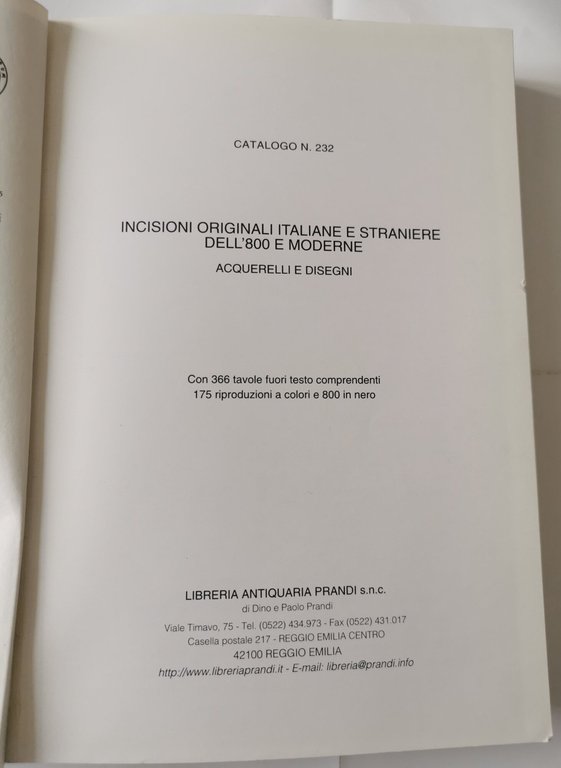 CATALOGO N. 232
INCISIONI ORIGINALI ITALIANE E STRANIERE
DELL'800 E MODERNE
ACQUERELLI E DISEGNI
Con 366 tavole fuori testo comprendenti
175 riproduzioni a colori e 800 in nero
LIBRERIA ANTIQUARIA PRANDI s.n.c.
di Dino e Paolo Prandi
Viale Timavo, 75 - Tel. (0522) 434.973 - Fax (0522) 431.017
Casella postale 217 - REGGIO EMILIA CENTRO
42100 REGGIO EMILIA
http://www.libreriaprandi.it - E-mail: libreria@prandi.info